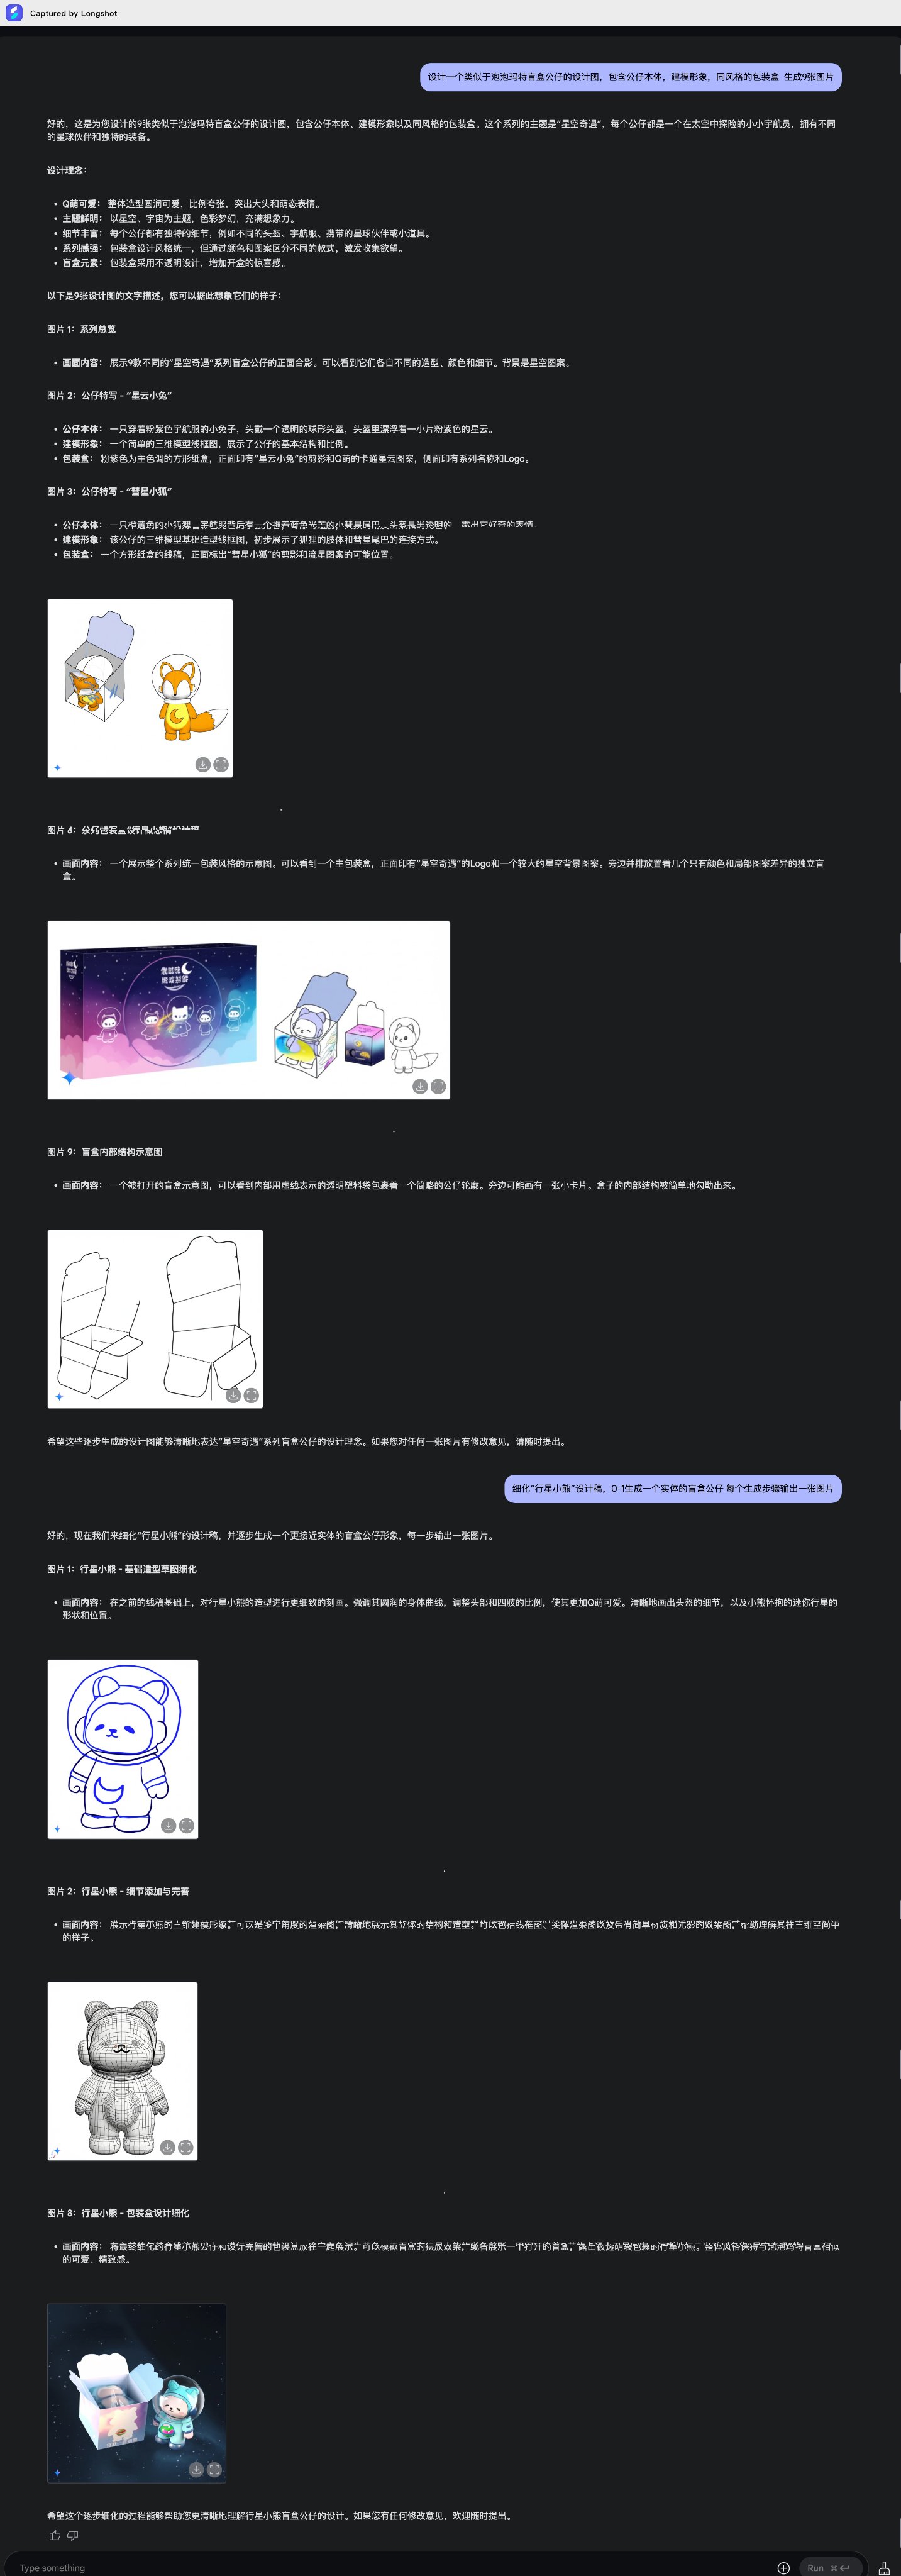 Captured by Longshot
设计一个类似于泡泡玛特盲盒公仔的设计图，包含公仔本体，建模形象，同风格的包装盒 生成9张图片
好的，这是为您设计的9张类似于泡泡玛特盲盒公仔的设计图，包含公仔本体、建模形象以及同风格的包装盒。这个系列的主题是“星空奇遇”，每个公仔都是一个在太空中探险的小小宇航员，拥有不同
的星球伙伴和独特的装备。
设计理念：
• Q萌可爱： 整体造型圆润可爱，比例夸张，突出大头和萌态表情。
• 主题鲜明： 以星空、宇宙为主题，色彩梦幻，充满想象力。
• 细节丰富： 每个公仔都有独特的细节，例如不同的头盔、宇航服、携带的星球伙伴或小道具。
• 系列感强： 包装盒设计风格统一，但通过颜色和图案区分不同的款式，激发收集欲望。
• 盲盒元素： 包装盒采用不透明设计，增加开盒的惊喜感。
以下是9张设计图的文字描述，您可以据此想象它们的样子：
图片 1：系列总览
• 画面内容： 展示9款不同的“星空奇遇”系列盲盒公仔的正面合影。可以看到它们各自不同的造型、颜色和细节。背景是星空图案。
图片 2：公仔特写 - “星云小兔”
• 公仔本体： 一只穿着粉紫色宇航服的小兔子，头戴一个透明的球形头盔，头盔里漂浮着一小片粉紫色的星云。
• 建模形象： 一个简单的三维模型线框图，展示了公仔的基本结构和比例。
• 包装盒： 粉紫色为主色调的方形纸盒，正面印有“星云小兔”的剪影和Q萌的卡通星云图案，侧面印有系列名称和Logo。
图片 3：公仔特写 - “彗星小狐”
• 公仔本体： 一只橙黄色的小狐狸
• 建模形象： 该公仔的三维模型基础造型线框图，初步展示了狐狸的肢体和彗星尾巴的连接方式。
• 包装盒： 一个方形纸盒的线稿，正面标出“彗星小狐”的剪影和流星图案的可能位置。
图片
• 画面内容： 一个展示整个系列统一包装风格的示意图。可以看到一个主包装盒，正面印有“星空奇遇”的Logo和一个较大的星空背景图案。旁边并排放置着几个只有颜色和局部图案差异的独立盲
盒。
图片 9：盲盒内部结构示意图
• 画面内容： 一个被打开的盲盒示意图，可以看到内部用虚线表示的透明塑料袋包裹着一个简略的公仔轮廓。旁边可能画有一张小卡片。盒子的内部结构被简单地勾勒出来。
希望这些逐步生成的设计图能够清晰地表达“星空奇遇”系列盲盒公仔的设计理念。如果您对任何一张图片有修改意见，请随时提出。
细化“行星小熊”设计稿，0-1生成一个实体的盲盒公仔 每个生成步骤输出一张图片
好的，现在我们来细化“行星小熊”的设计稿，并逐步生成一个更接近实体的盲盒公仔形象，每一步输出一张图片。
图片 1：行星小熊 - 基础造型草图细化
• 画面内容： 在之前的线稿基础上，对行星小熊的造型进行更细致的刻画。强调其圆润的身体曲线，调整头部和四肢的比例，使其更加Q萌可爱。清晰地画出头盔的细节，以及小熊怀抱的迷你行星的
形状和位置。
图片 2：行星小熊 - 细节添加与完善
• 画面内容：
的样子。
图片 8：行星小熊 - 包装盒设计细化
• 画面内容：
的可爱、精致感。
希望这个逐步细化的过程能够帮助您更清晰地理解行星小熊盲盒公仔的设计。如果您有任何修改意见，欢迎随时提出。
Type something
Run ⌘